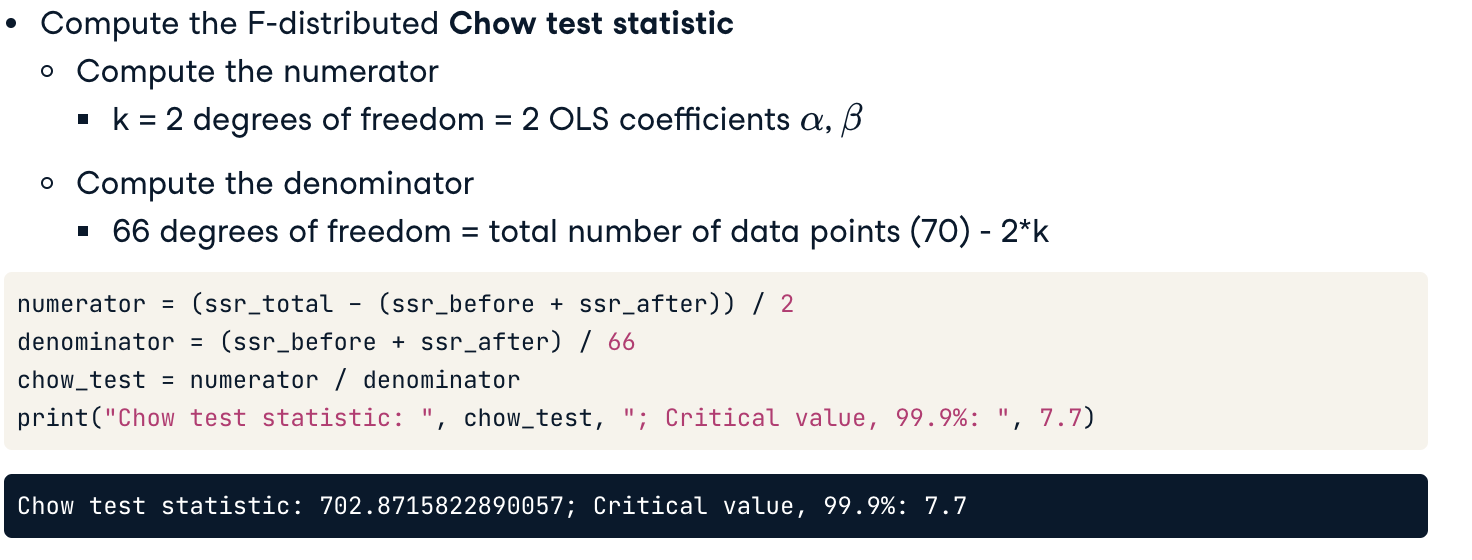 • Compute the F-distributed Chow test statistic
○ Compute the numerator
▪ k = 2 degrees of freedom = 2 OLS coefficients α, β
○ Compute the denominator
▪ 66 degrees of freedom = total number of data points (70) - 2*k
numerator = (ssr_total - (ssr_before + ssr_after)) / 2
denominator = (ssr_before + ssr_after) / 66
chow_test = numerator / denominator
print("Chow test statistic: ", chow_test, "; Critical value, 99.9%: ", 7.7)
Chow test statistic: 702.8715822890057; Critical value, 99.9%: 7.7